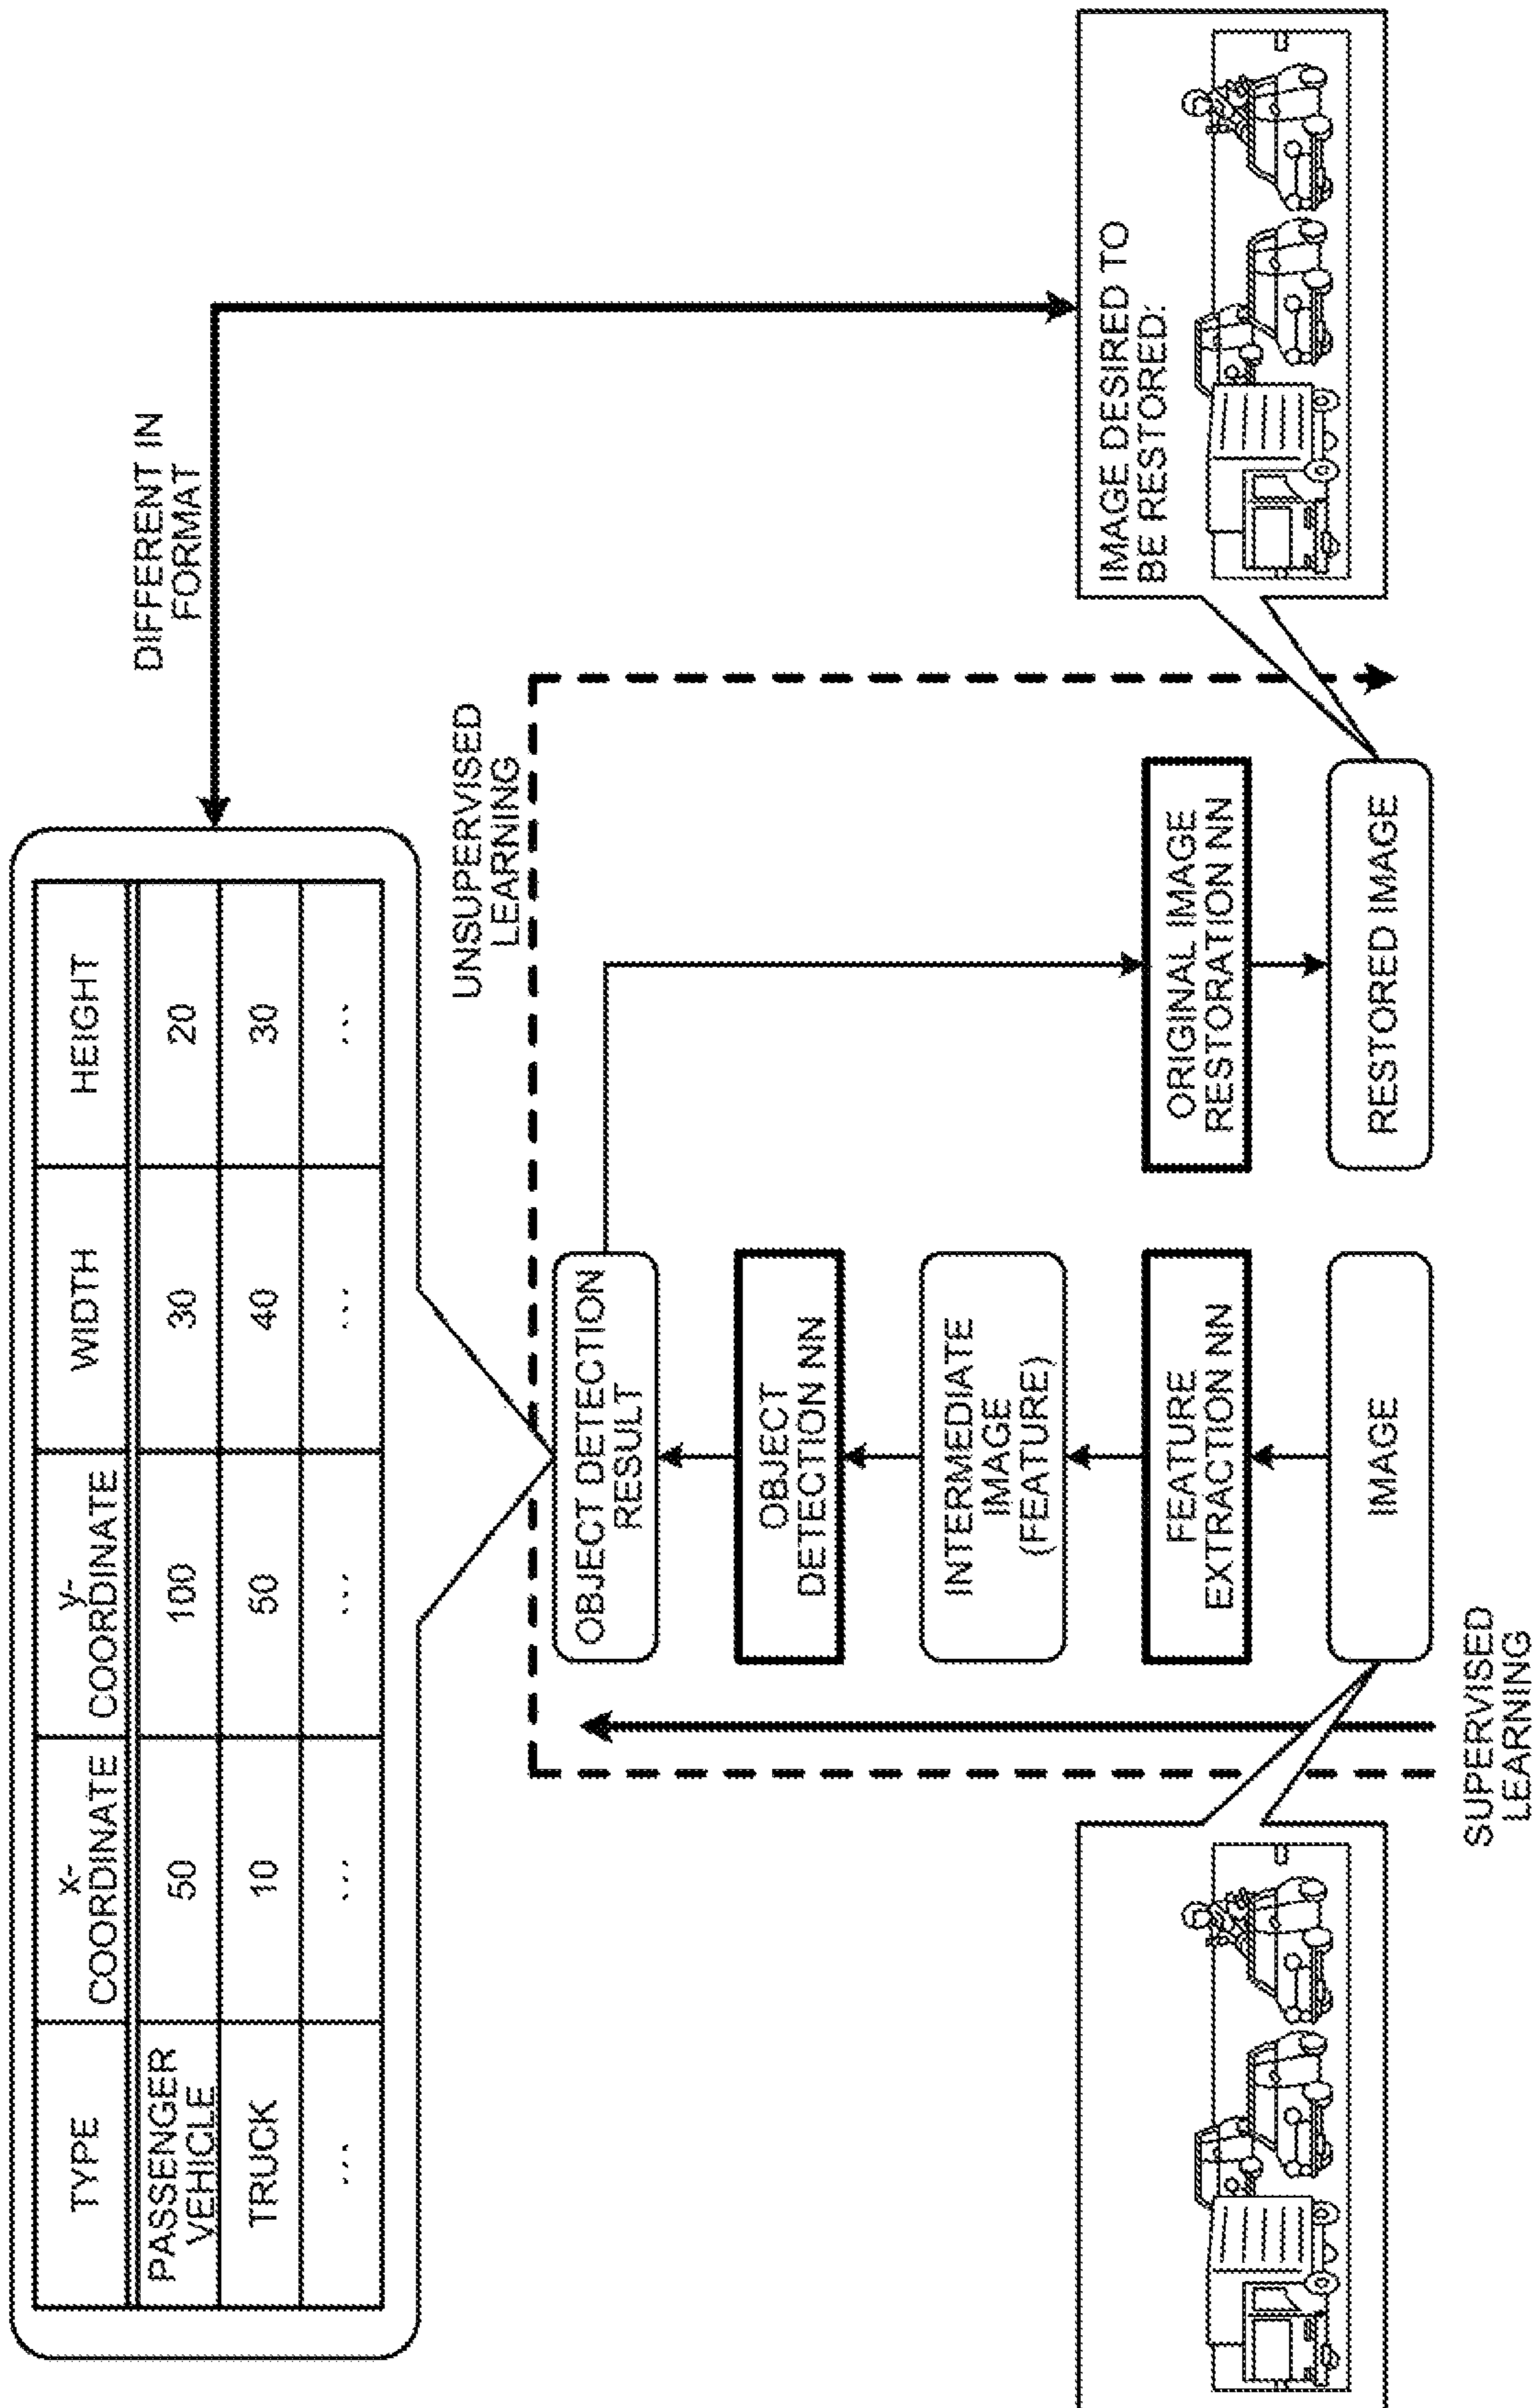 TYPE
x-
COORDINATE
y-
COORDINATE
WIDTH
HEIGHT
PASSENGER
VEHICLE
50
100
30
20
TRUCK
10
50
40
30
...
...
...
...
...
DIFFERENT IN
FORMAT
UNSUPERVISED
LEARNING
OBJECT DETECTION
RESULT
OBJECT
DETECTION NN
INTERMEDIATE
IMAGE
(FEATURE)
FEATURE
EXTRACTION NN
IMAGE
ORIGINAL IMAGE
RESTORATION NN
RESTORED IMAGE
IMAGE DESIRED TO
BE RESTORED:
SUPERVISED
LEARNING